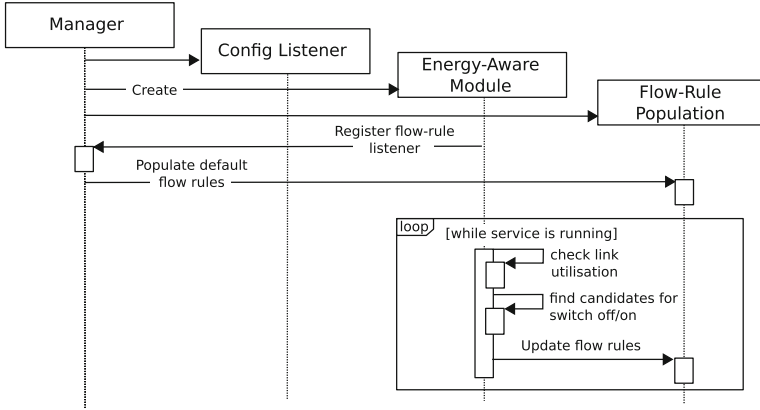 Manager
Config Listener
Energy-Aware
Module
Flow-Rule
Population
Create
Register flow-rule
listener
Populate default
flow rules
loop
[while service is running]
check link
utilisation
find candidates for
switch off/on
Update flow rules